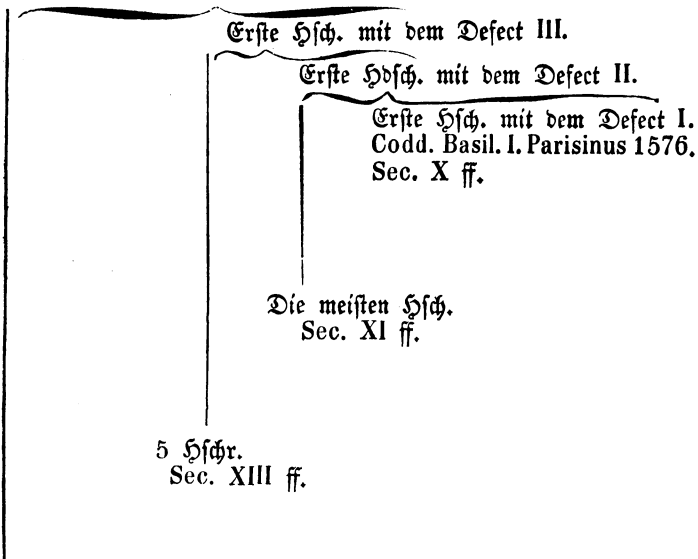 Erſte Hſch. mit dem Defect III.
Erſte Hdſch. mit dem Defect II.
Erſte Hſch. mit dem Defect I.
Codd. Basil. I. Parisinus 1576.
Sec. X ff.
Die meiſten Hſch.
Sec. XI ff.
5 Hſchr.
Sec. XIII ff.